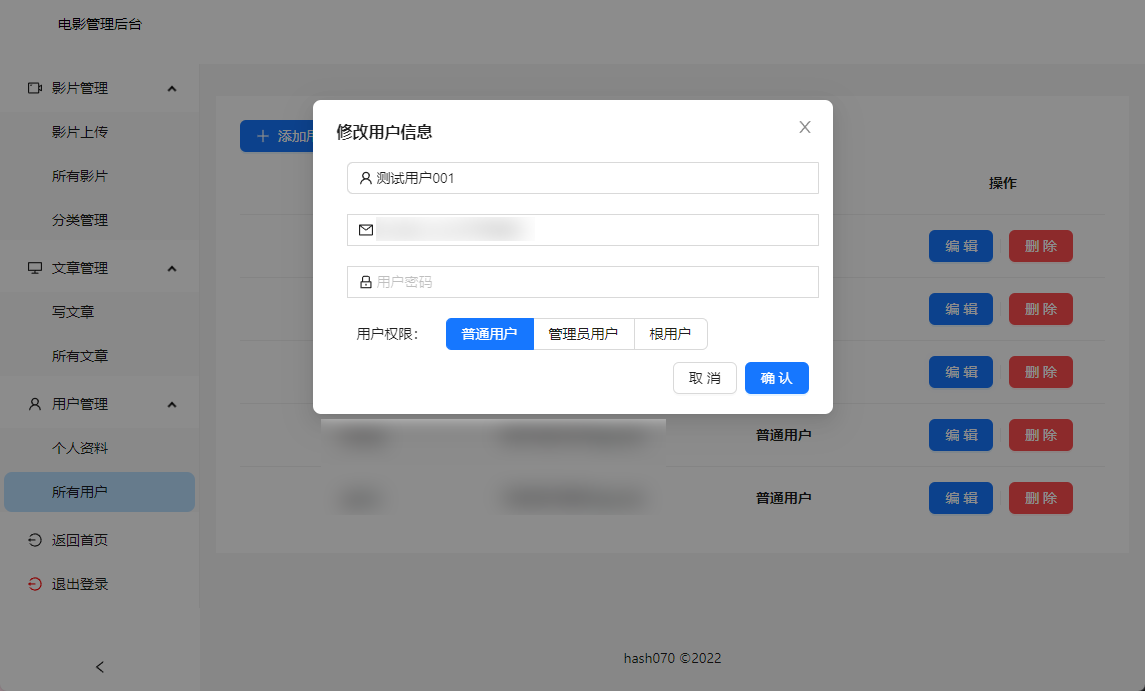 电影管理后台
影片管理
影片上传
所有影片
分类管理
文章管理
写文章
所有文章
用户管理
个人资料
所有用户
返回首页
退出登录
添加
修改用户信息
测试用户001
用户密码
用户权限:
普通用户 管理员用户 根用户
取 消 确 认
操作
编 辑 删 除
编 辑 删 除
编 辑 删 除
普通用户 编 辑 删 除
普通用户 编 辑 删 除
hash070 ©2022